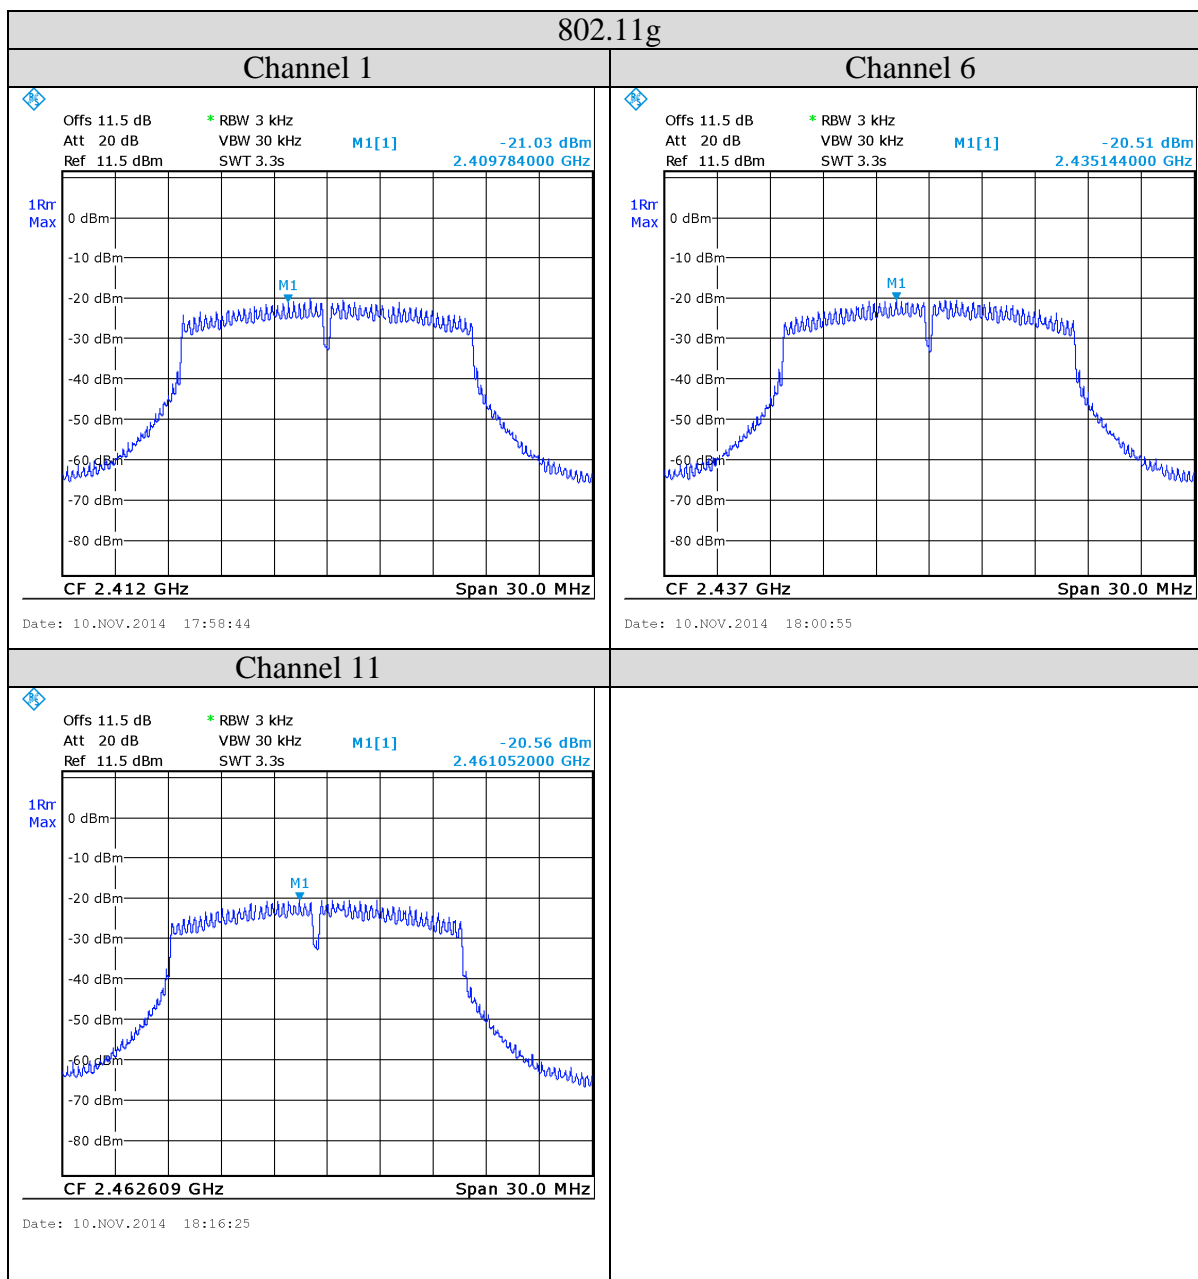 802.11g
Channel 1
Channel 6
Offs 11.5 dB * RBW 3 kHz
Att 20 dB VBW 30 kHz M1[1] -21.03 dBm
Ref 11.5 dBm SWT 3.3s 2.409784000 GHz
1Rm
Max
0 dBm
-10 dBm
M1
-20 dBm
-30 dBm
-40 dBm
-50 dBm
-60 dBm
-70 dBm
-80 dBm
CF 2.412 GHz Span 30.0 MHz
Date: 10.NOV.2014 17:58:44
Offs 11.5 dB * RBW 3 kHz
Att 20 dB VBW 30 kHz M1[1] -20.51 dBm
Ref 11.5 dBm SWT 3.3s 2.435144000 GHz
1Rm
Max
0 dBm
-10 dBm
M1
-20 dBm
-30 dBm
-40 dBm
-50 dBm
-60 dBm
-70 dBm
-80 dBm
CF 2.437 GHz Span 30.0 MHz
Date: 10.NOV.2014 18:00:55
Channel 11
Offs 11.5 dB * RBW 3 kHz
Att 20 dB VBW 30 kHz M1[1] -20.56 dBm
Ref 11.5 dBm SWT 3.3s 2.461052000 GHz
1Rm
Max
0 dBm
-10 dBm
M1
-20 dBm
-30 dBm
-40 dBm
-50 dBm
-60 dBm
-70 dBm
-80 dBm
CF 2.462609 GHz Span 30.0 MHz
Date: 10.NOV.2014 18:16:25